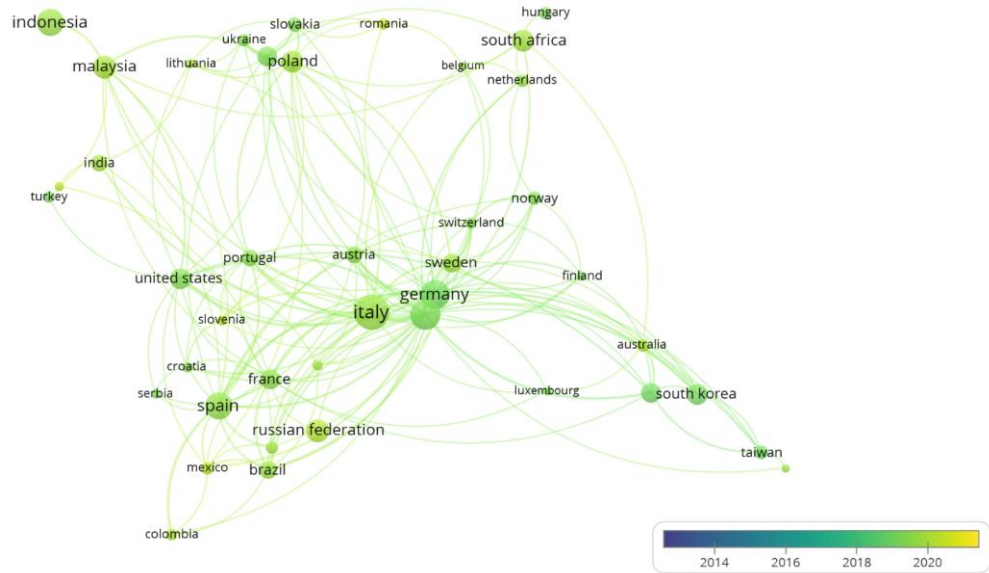 hungary
indonesia
slovakia
romania
ukraine
south africa
poland
malaysia
lithuania
belgium
netherlands
india
turkey
norway
switzerland
portugal
austria
sweden
united states
finland
germany
italy
slovenia
australia
croatia
france
serbia
luxembourg
south korea
spain
russian federation
taiwan
mexico
brazil
colombia
2014 2016 2018 2020